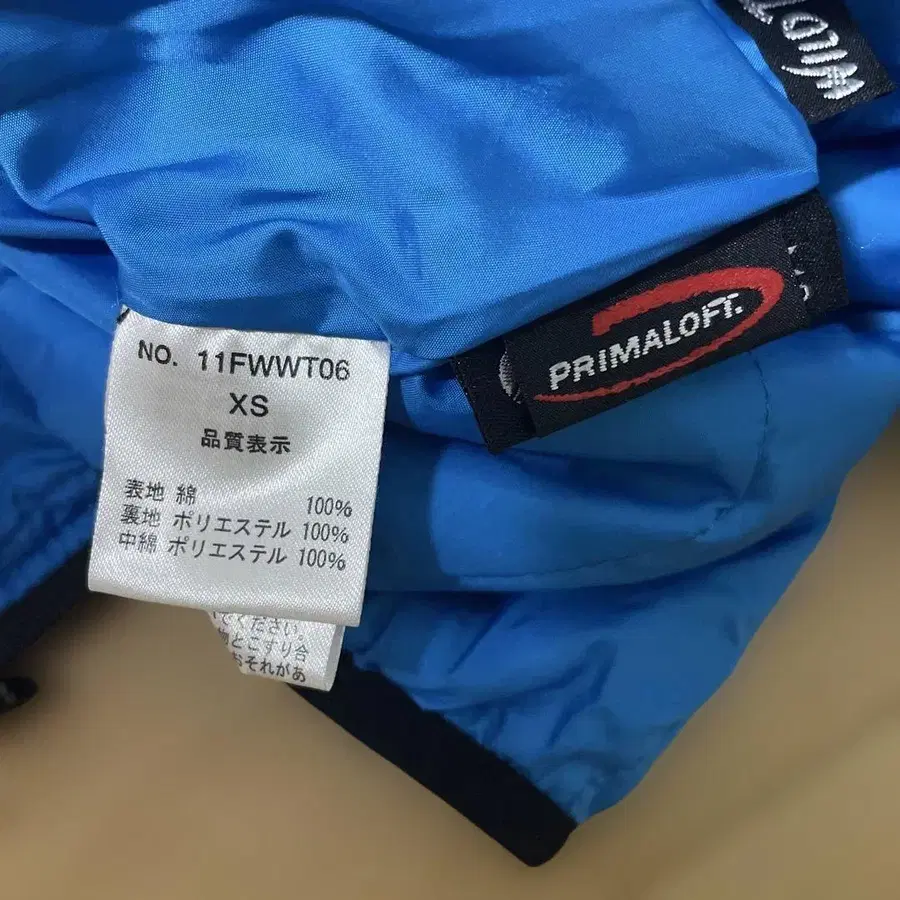 NO. 11FWWT06
XS
品質表示
表地 綿 100%
裏地 ポリエステル 100%
中綿 ポリエステル 100%
てください。
とこすり合
おそれがあ
PRIMALOFT.